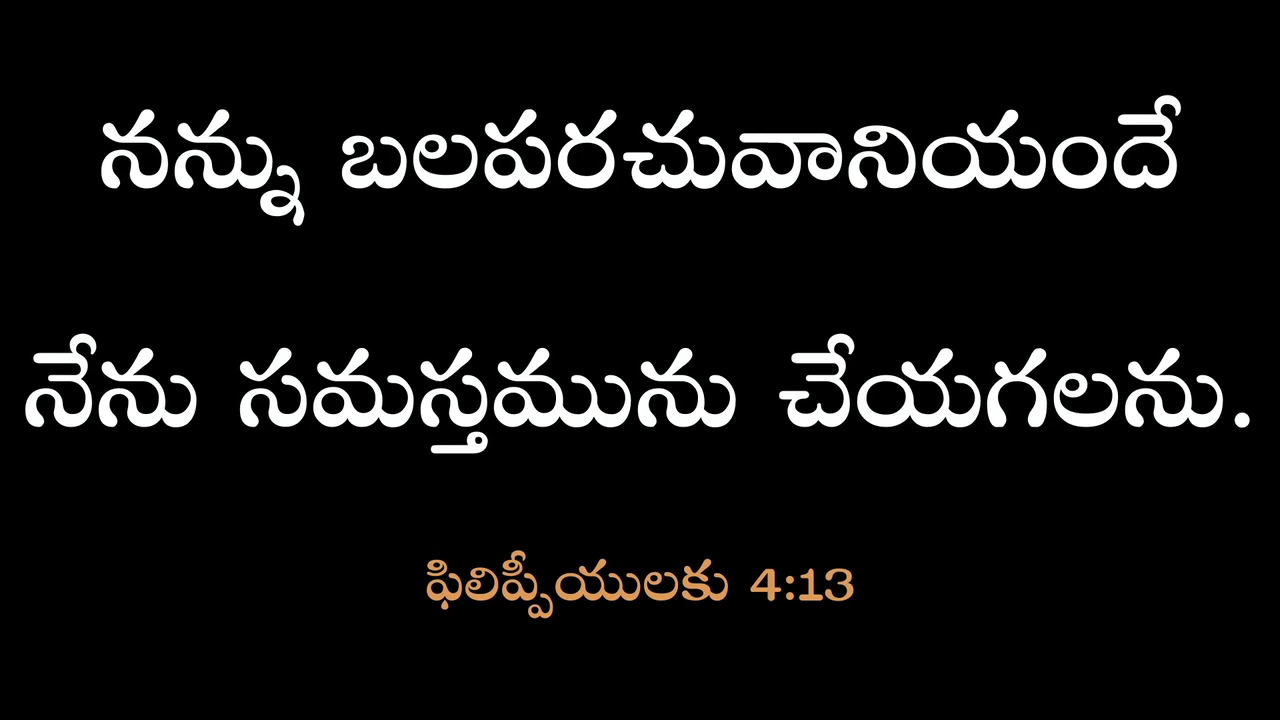 నన్ను బలపరచువానియందే
నేను సమస్తమును చేయగలను.
ఫిలిప్పీయులకు 4:13